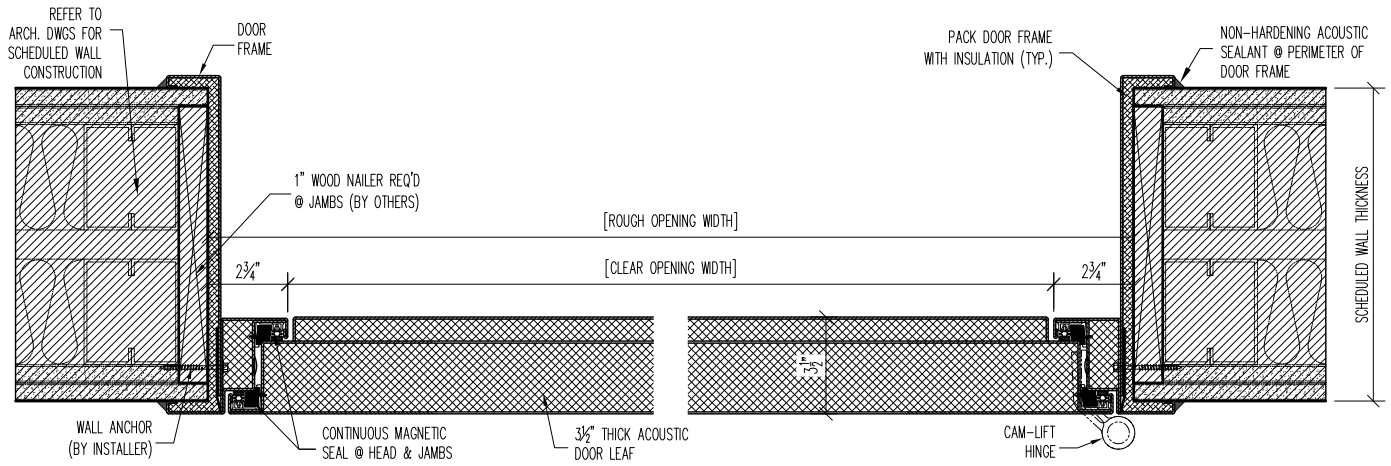 REFER TO
ARCH. DWGS FOR
SCHEDULED WALL
CONSTRUCTION
DOOR
FRAME
PACK DOOR FRAME
WITH INSULATION (TYP.)
NON-HARDENING ACOUSTIC
SEALANT @ PERIMETER OF
DOOR FRAME
1" WOOD NAILER REQ'D
@ JAMBS (BY OTHERS)
[ROUGH OPENING WIDTH]
2¾"
[CLEAR OPENING WIDTH]
2¾"
SCHEDULED WALL THICKNESS
3½"
WALL ANCHOR
(BY INSTALLER)
CONTINUOUS MAGNETIC
SEAL @ HEAD & JAMBS
3½" THICK ACOUSTIC
DOOR LEAF
CAM-LIFT
HINGE